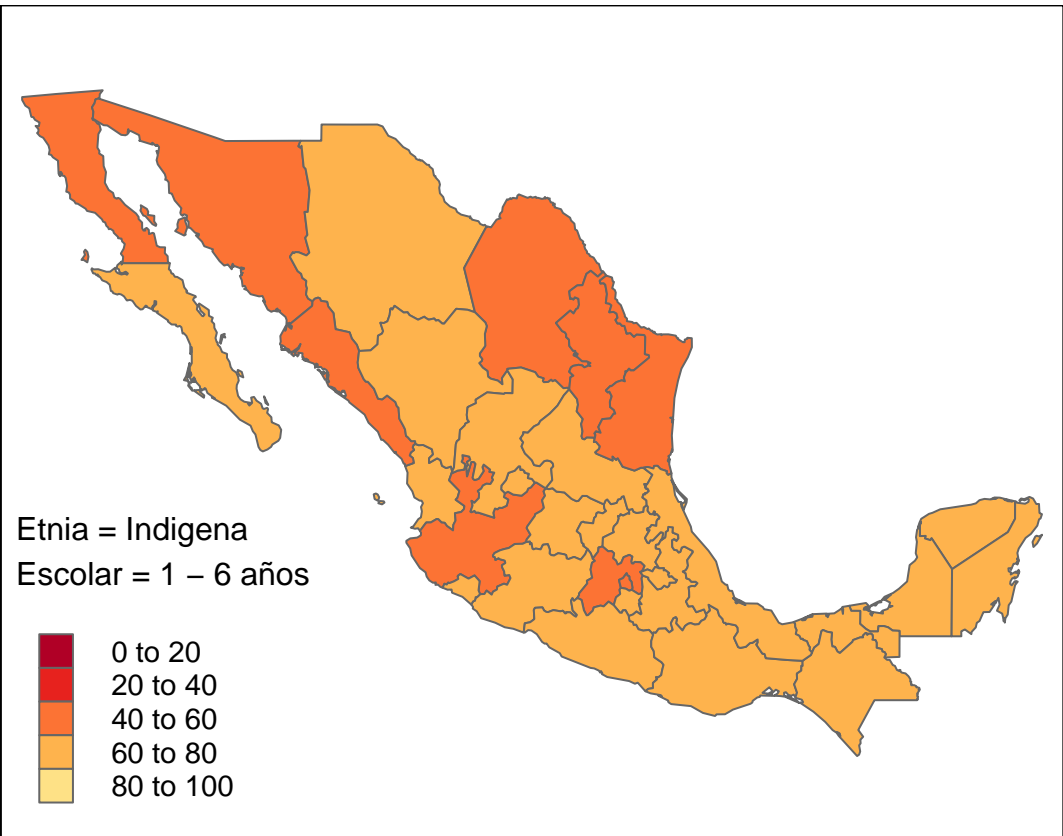 Etnia = Indigena
Escolar = 1 − 6 años
0 to 20
20 to 40
40 to 60
60 to 80
80 to 100